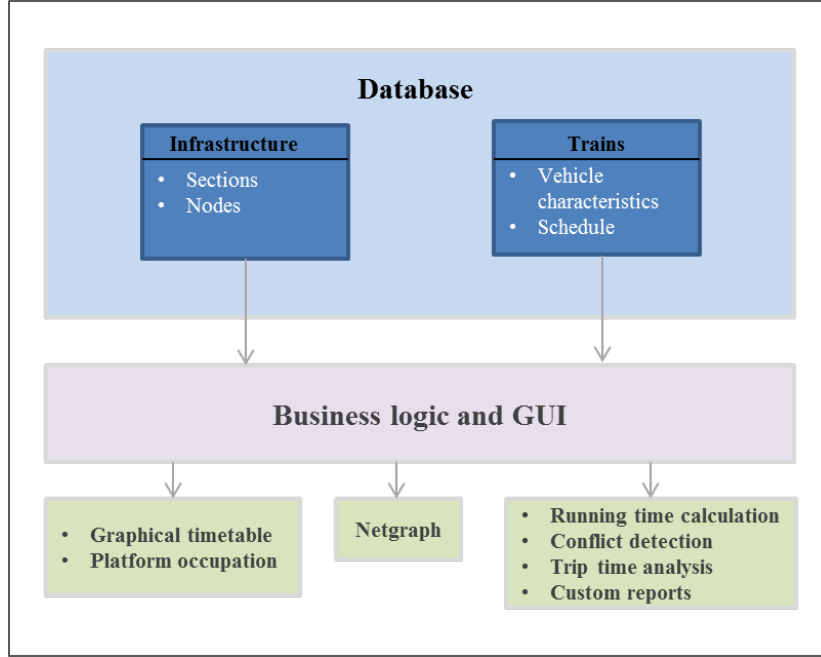 Database
Infrastructure
• Sections
• Nodes
Trains
• Vehicle
characteristics
• Schedule
Business logic and GUI
• Graphical timetable
• Platform occupation
Netgraph
• Running time calculation
• Conflict detection
• Trip time analysis
• Custom reports